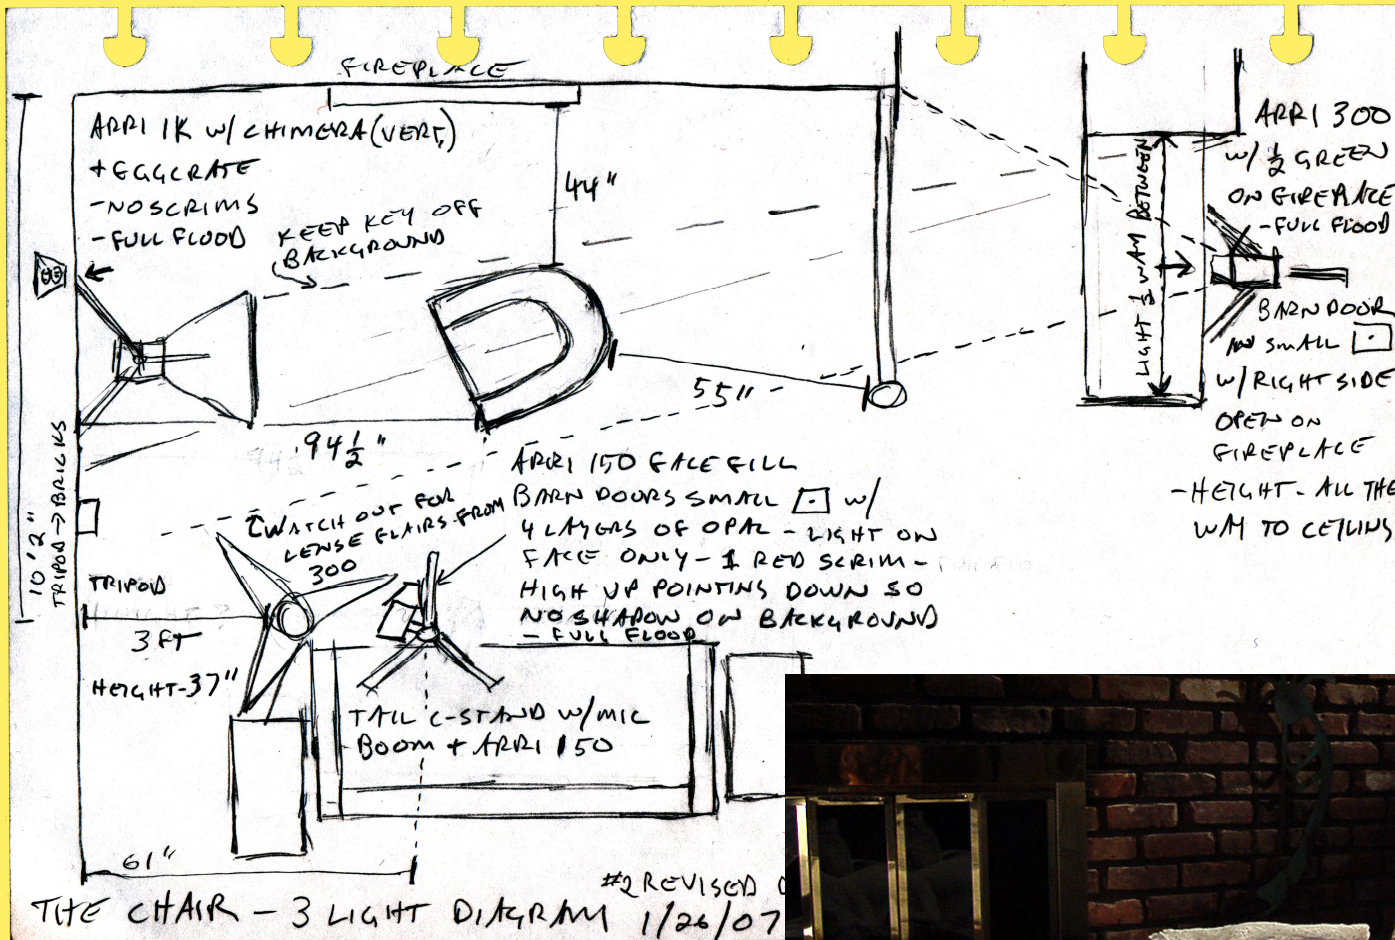 FIREPLACE
ARRI 1K W/ CHIMERA (VERT,)
+ EGGCRATE
- NO SCRIMS
- FULL FLOOD
KEEP KEY OFF
BACKGROUND
44"
LIGHT ½ WAY BETWEEN
ARRI 300
W/ ½ GREEN
ON FIREPLACE
- FULL FLOOD
BARN DOOR
SMALL
W/ RIGHT SIDE
OPEN ON
FIREPLACE
- HEIGHT - ALL THE
WAY TO CEILING
55"
94½"
10'2"
TRIPOD → BRICKS
WATCH OUT FOR
LENSE FLAIRS FROM
300
ARRI 150 FACE FILL
BARN DOORS SMALL W/
4 LAYERS OF OPAL - LIGHT ON
FACE ONLY - 1 RED SCRIM -
HIGH UP POINTING DOWN SO
NO SHADOW ON BACKGROUND
- FULL FLOOD
TRIPOD
3 FT
HEIGHT - 37"
TALL C-STAND W/ MIC
BOOM + ARRI 150
61"
THE CHAIR - 3 LIGHT DIAGRAM
#2 REVISED
1/26/07